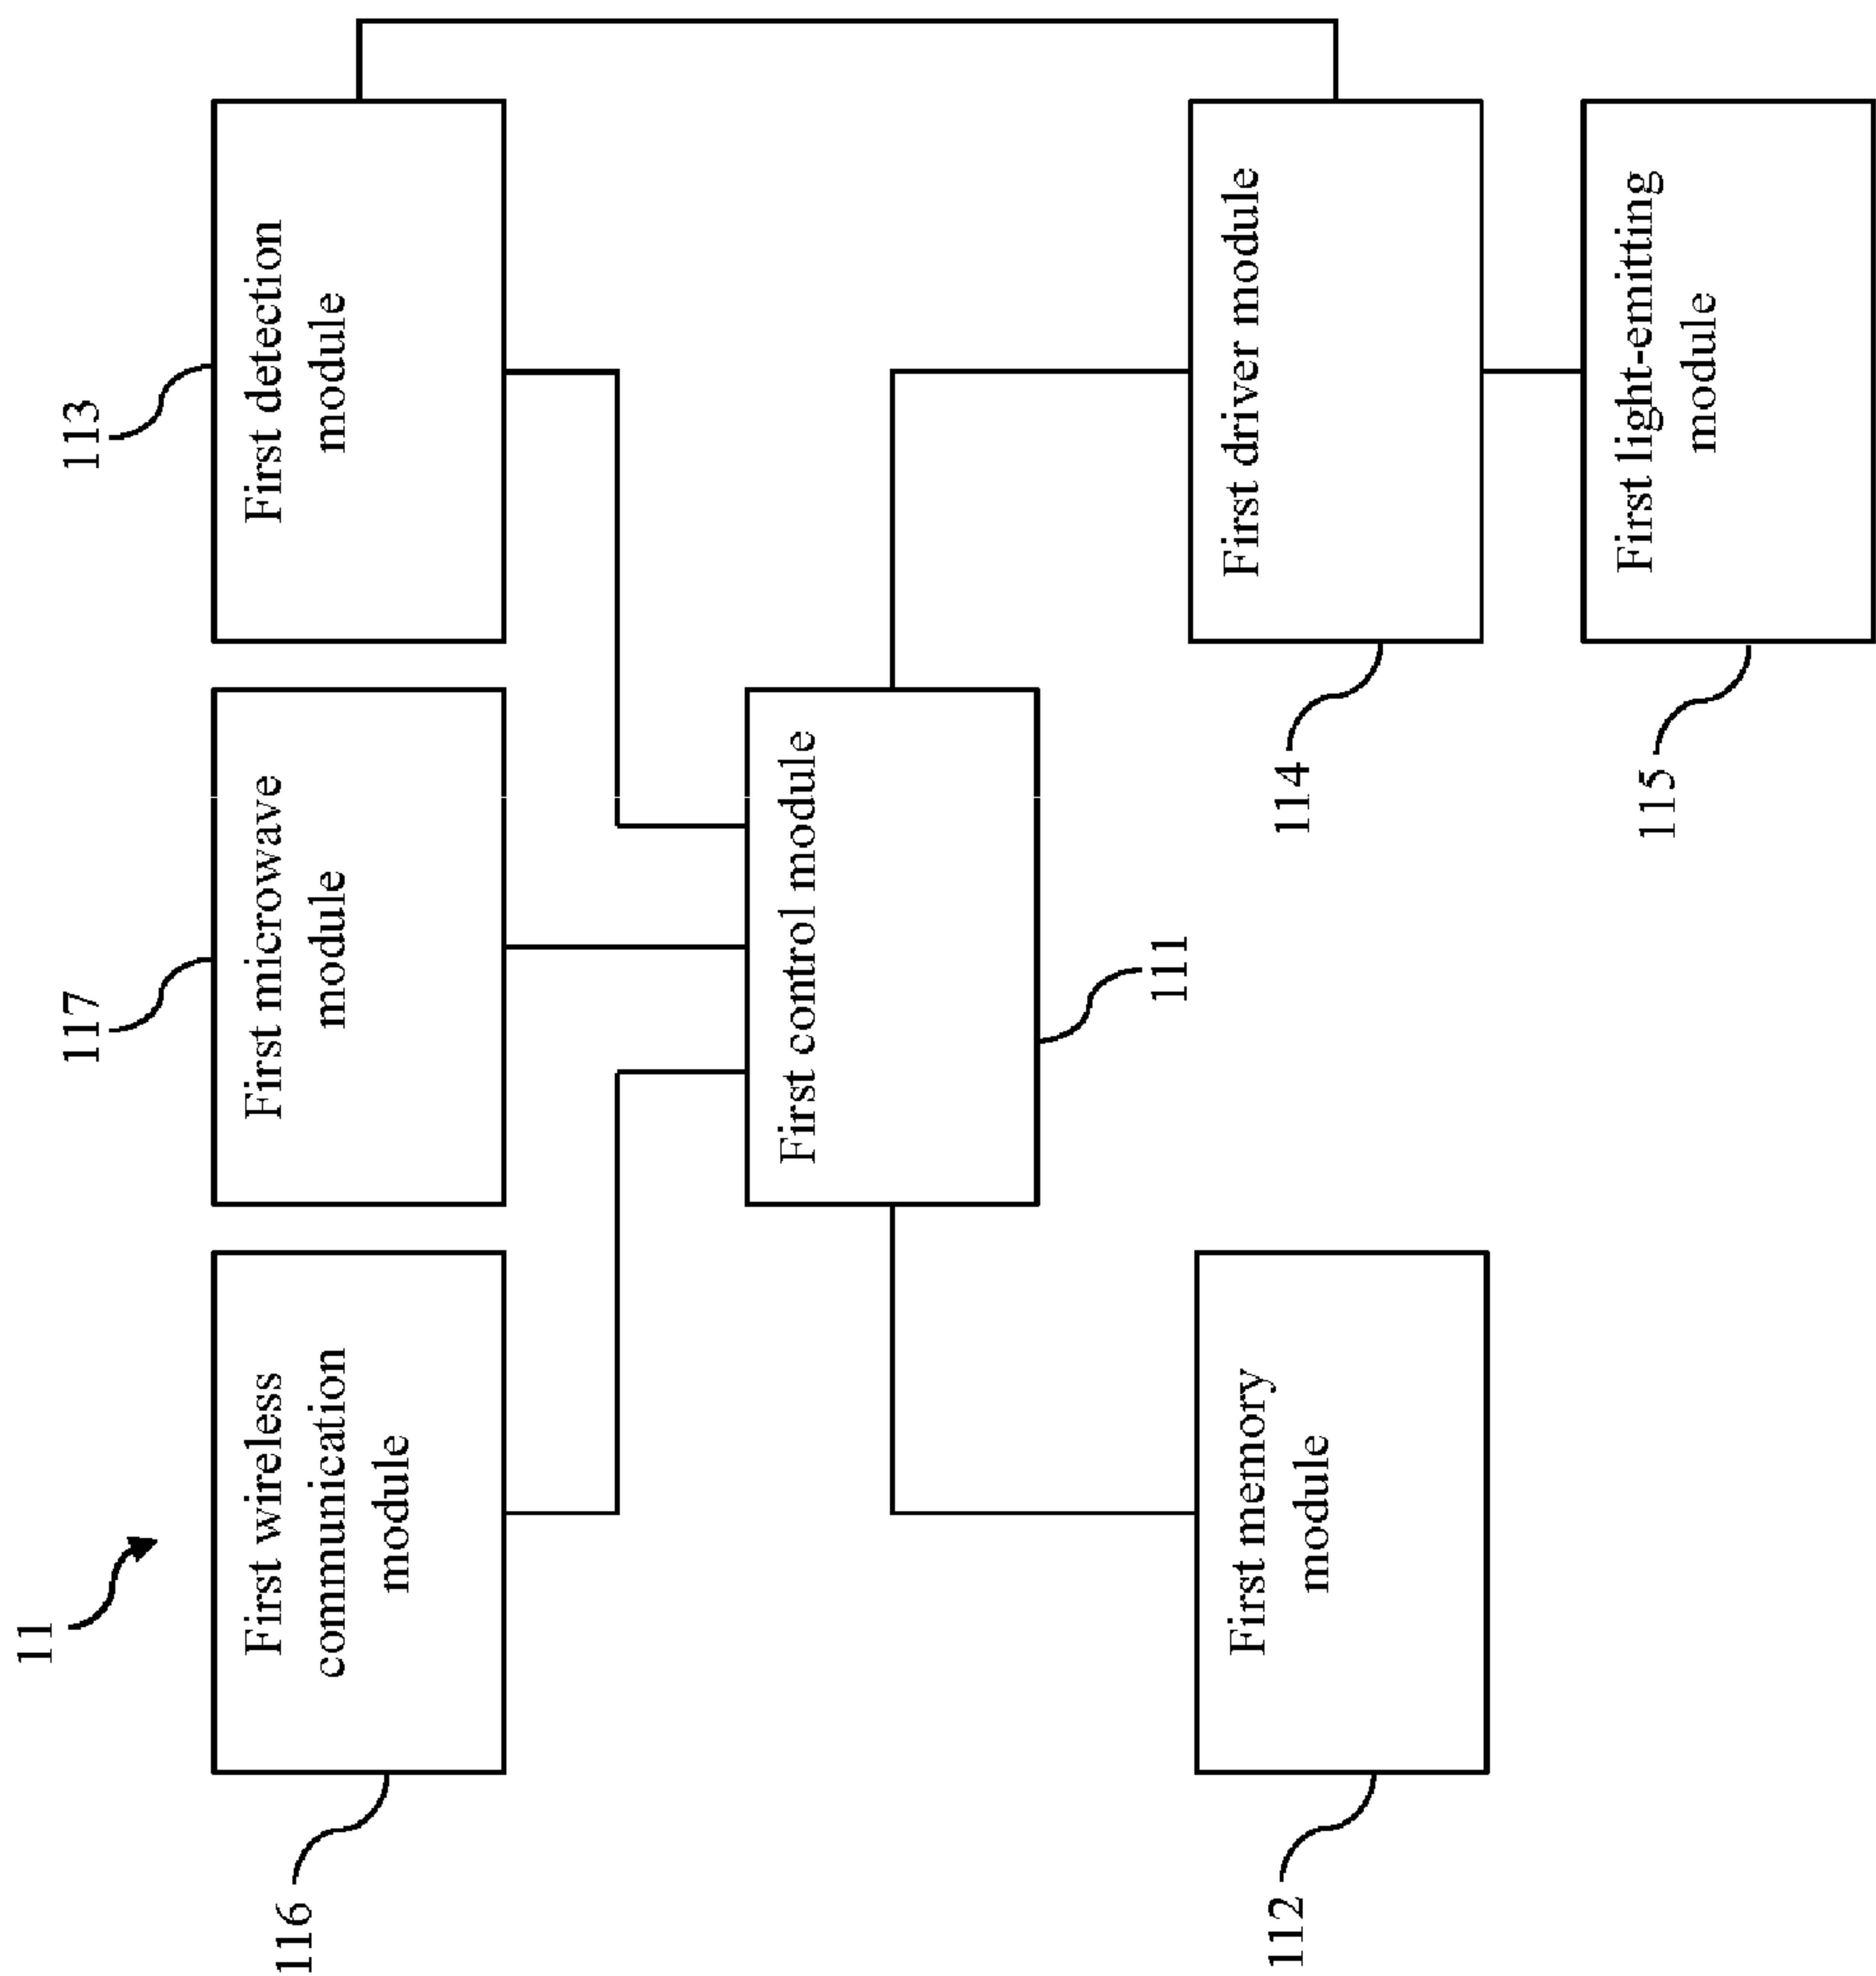 11
116
First wireless
communication
module
117
First microwave
module
113
First detection
module
First control module
111
112
First memory
module
114
First driver module
115
First light-emitting
module